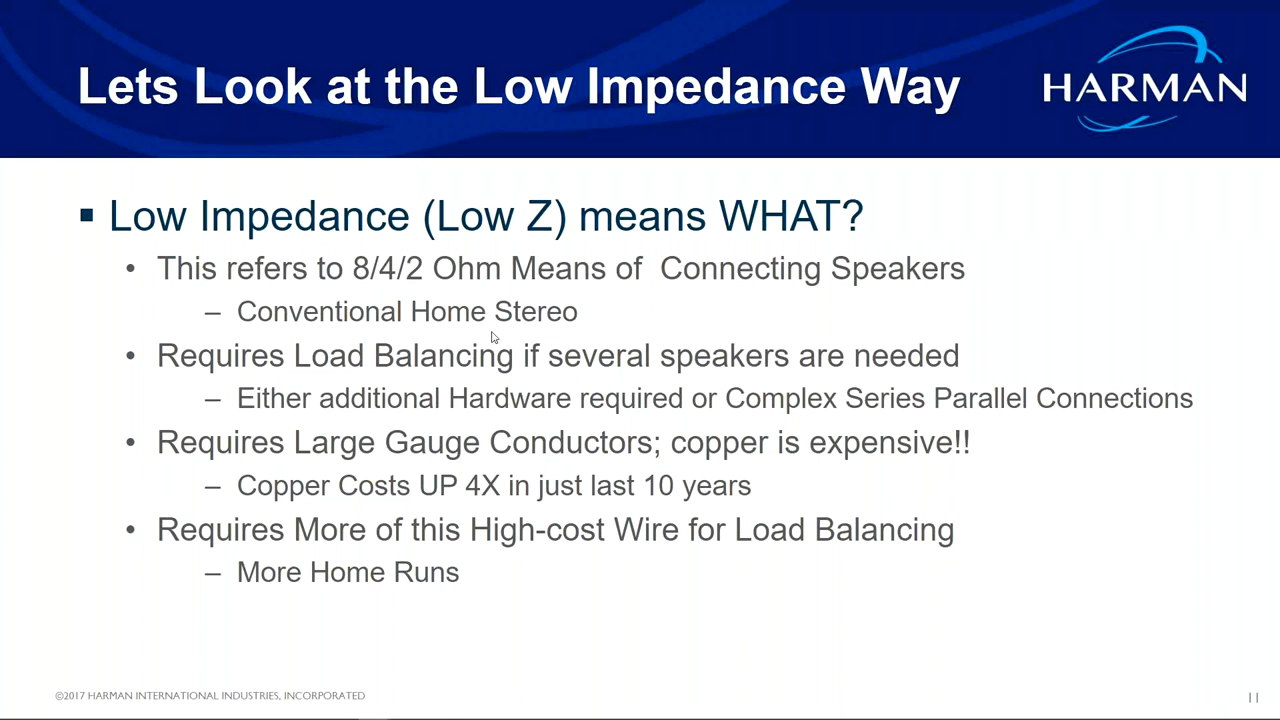 Lets Look at the Low Impedance Way
HARMAN
▪ Low Impedance (Low Z) means WHAT?
• This refers to 8/4/2 Ohm Means of  Connecting Speakers
– Conventional Home Stereo
• Requires Load Balancing if several speakers are needed
– Either additional Hardware required or Complex Series Parallel Connections
• Requires Large Gauge Conductors; copper is expensive!!
– Copper Costs UP 4X in just last 10 years
• Requires More of this High-cost Wire for Load Balancing
– More Home Runs
©2017 HARMAN INTERNATIONAL INDUSTRIES, INCORPORATED
11